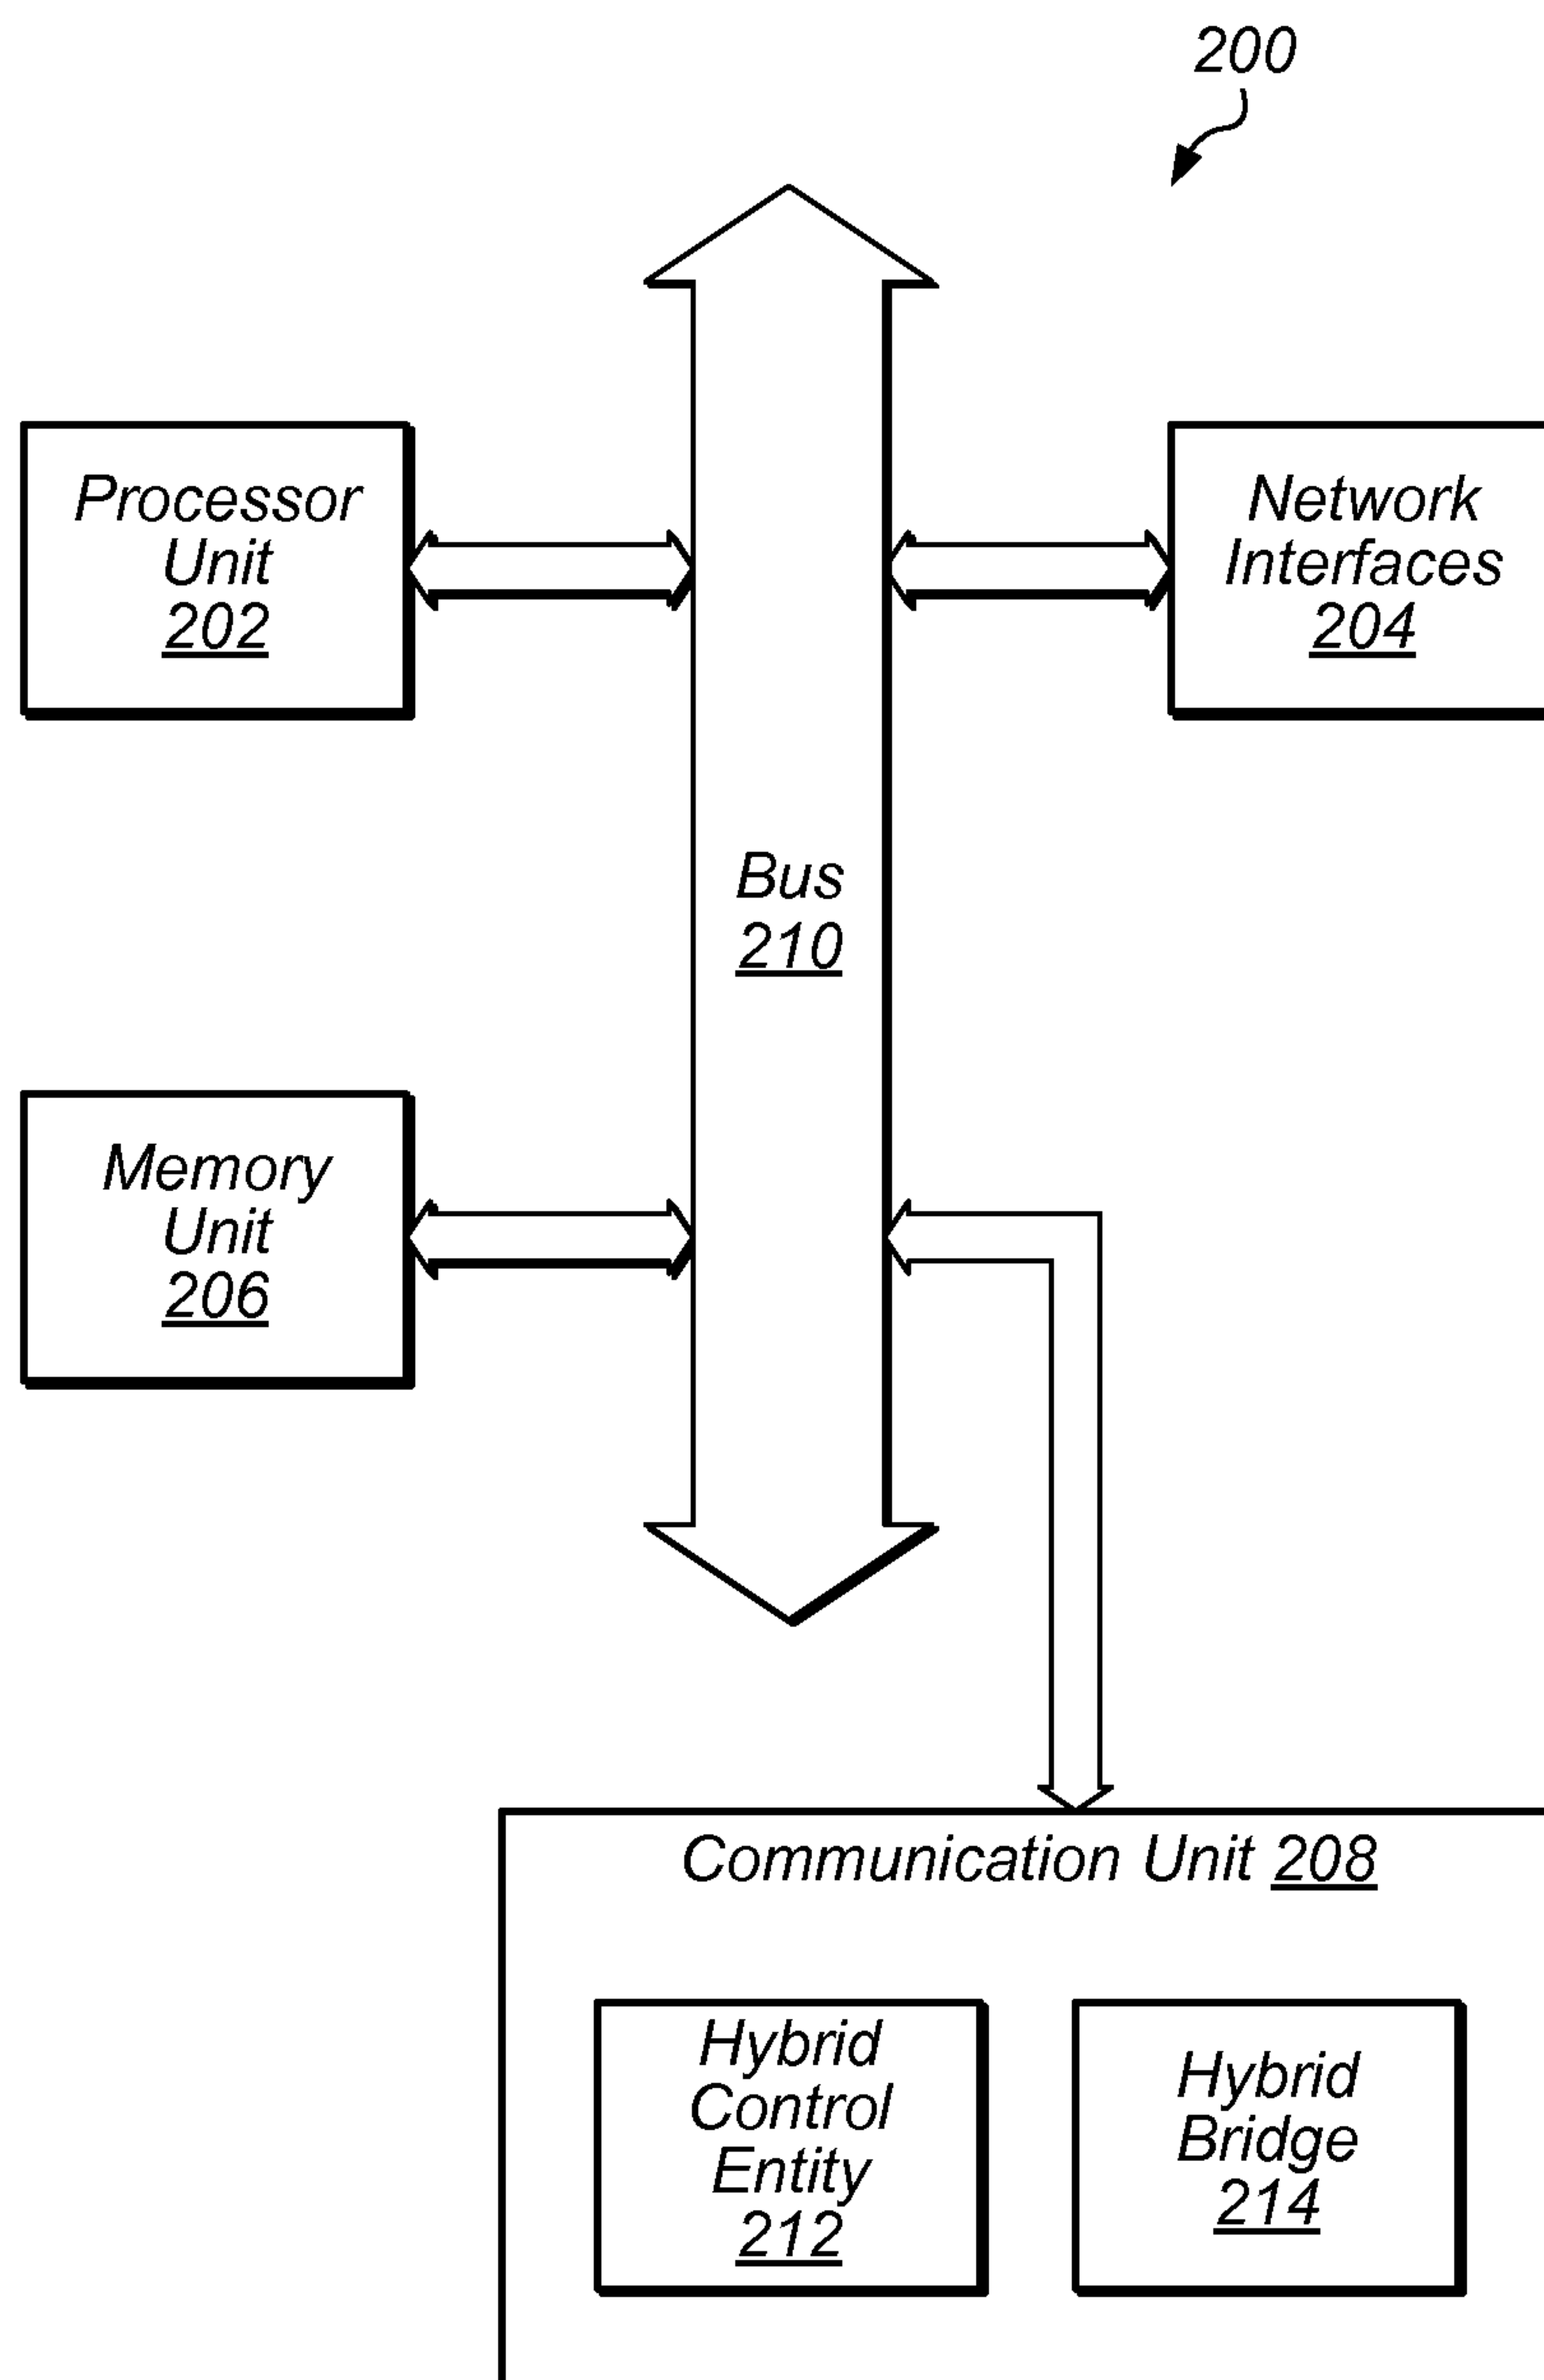 200
Processor
Unit
202
Network
Interfaces
204
Bus
210
Memory
Unit
206
Communication Unit 208
Hybrid
Control
Entity
212
Hybrid
Bridge
214